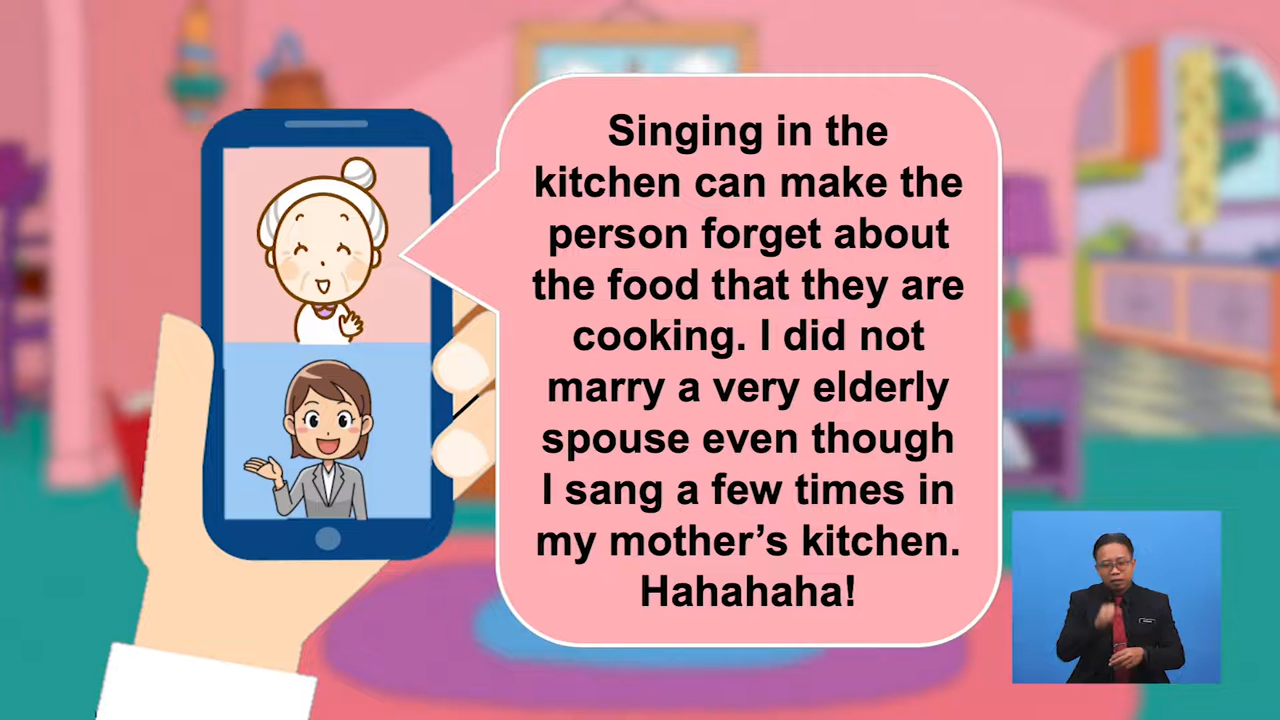 Singing in the
kitchen can make the
person forget about
the food that they are
cooking. I did not
marry a very elderly
spouse even though
I sang a few times in
my mother’s kitchen.
Hahahaha!